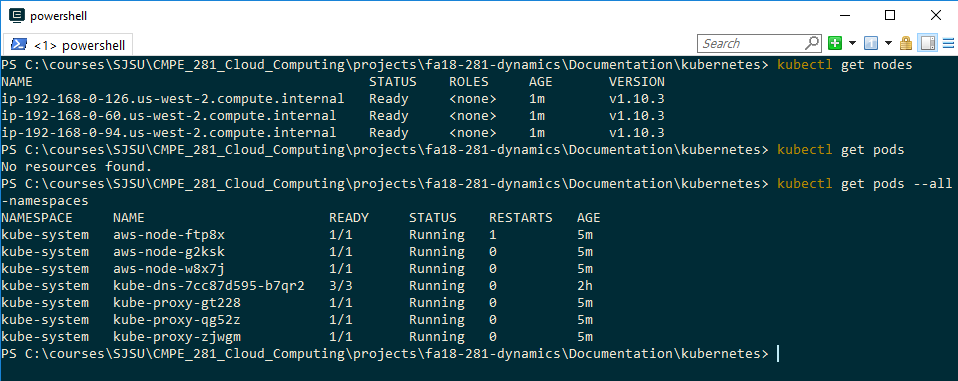 powershell
<1> powershell
Search
PS C:\courses\SJSU\CMPE_281_Cloud_Computing\projects\fa18-281-dynamics\Documentation\kubernetes> kubectl get nodes
NAME STATUS ROLES AGE VERSION
ip-192-168-0-126.us-west-2.compute.internal Ready <none> 1m v1.10.3
ip-192-168-0-60.us-west-2.compute.internal Ready <none> 1m v1.10.3
ip-192-168-0-94.us-west-2.compute.internal Ready <none> 1m v1.10.3
PS C:\courses\SJSU\CMPE_281_Cloud_Computing\projects\fa18-281-dynamics\Documentation\kubernetes> kubectl get pods
No resources found.
PS C:\courses\SJSU\CMPE_281_Cloud_Computing\projects\fa18-281-dynamics\Documentation\kubernetes> kubectl get pods --all
-namespaces
NAMESPACE NAME READY STATUS RESTARTS AGE
kube-system aws-node-ftp8x 1/1 Running 1 5m
kube-system aws-node-g2ksk 1/1 Running 0 5m
kube-system aws-node-w8x7j 1/1 Running 0 5m
kube-system kube-dns-7cc87d595-b7qr2 3/3 Running 0 2h
kube-system kube-proxy-gt228 1/1 Running 0 5m
kube-system kube-proxy-qg52z 1/1 Running 0 5m
kube-system kube-proxy-zjwgm 1/1 Running 0 5m
PS C:\courses\SJSU\CMPE_281_Cloud_Computing\projects\fa18-281-dynamics\Documentation\kubernetes>